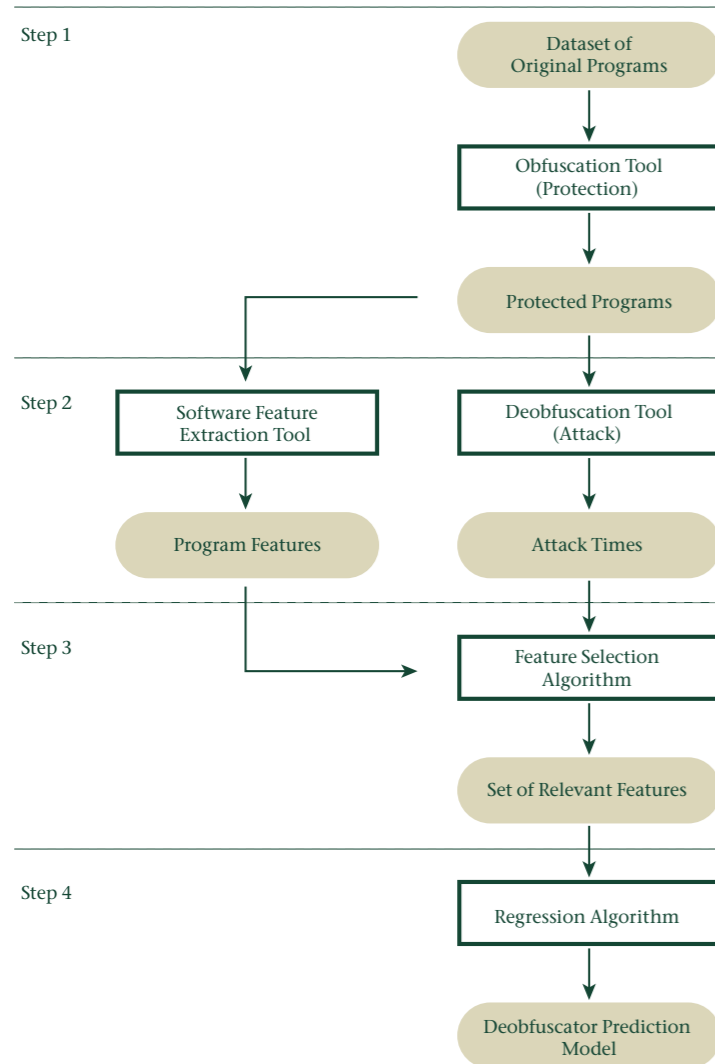 Step 1
Dataset of
Original Programs
Obfuscation Tool
(Protection)
Protected Programs
Step 2
Software Feature
Extraction Tool
Deobfuscation Tool
(Attack)
Program Features
Attack Times
Step 3
Feature Selection
Algorithm
Set of Relevant Features
Step 4
Regression Algorithm
Deobfuscator Prediction
Model